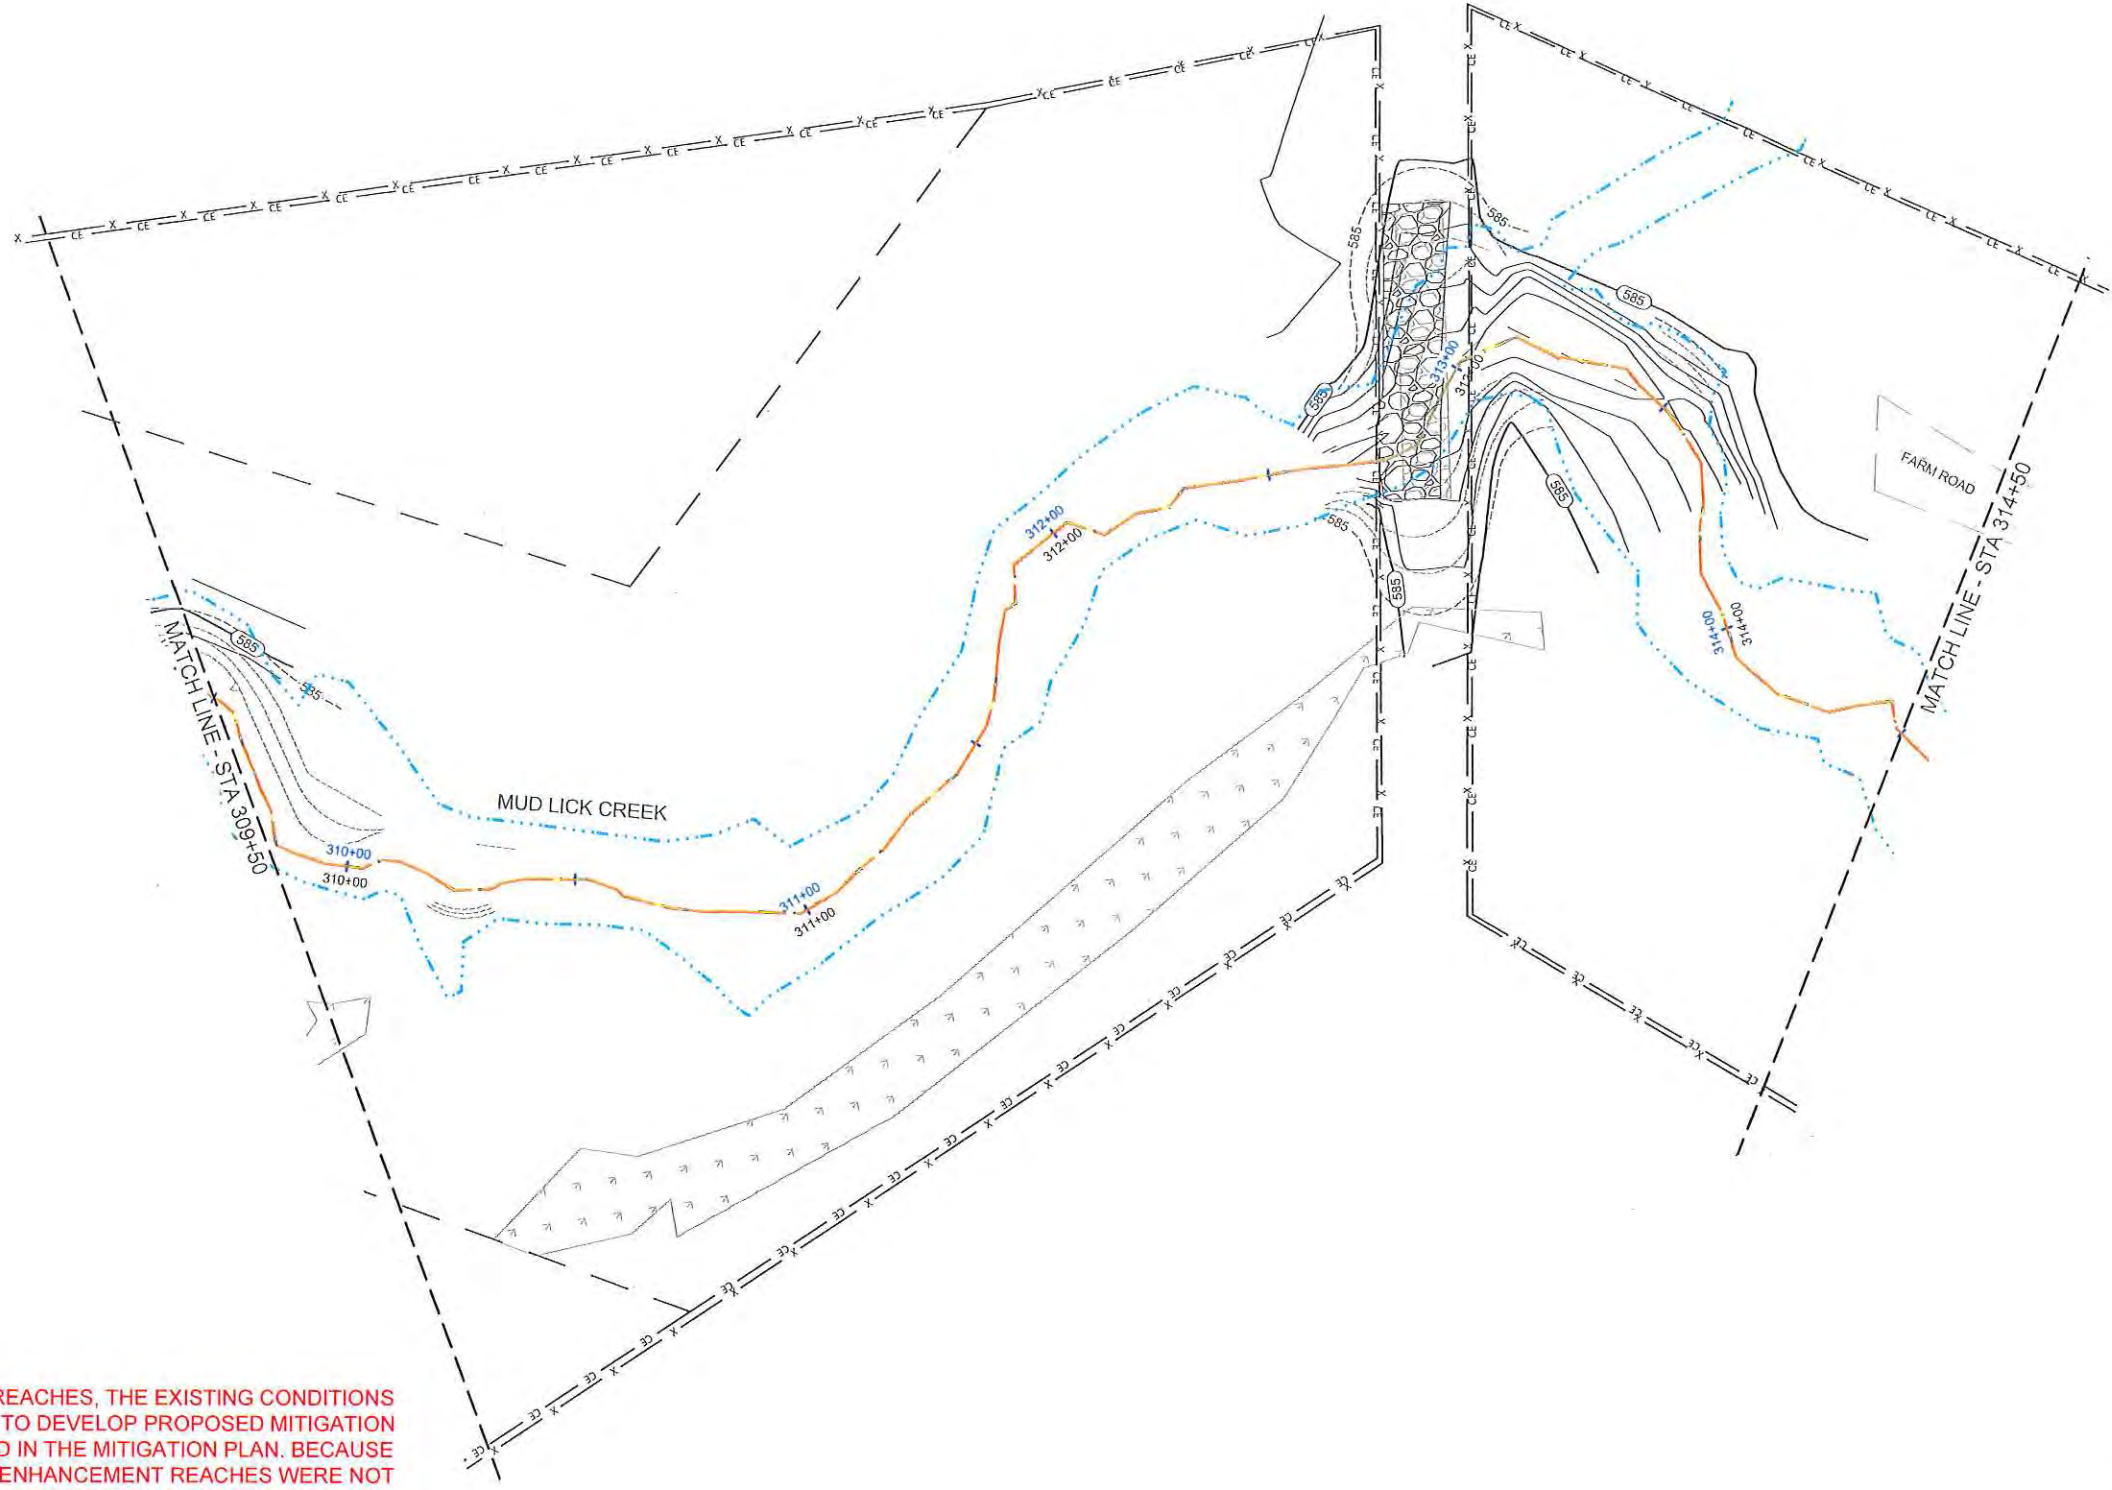 585
585
585
313+00
313+00
585
FARM ROAD
MATCH LINE - STA 314+50
312+00
312+00
585
585
585
314+00
314+00
585
585
MATCH LINE - STA 309+50
MUD LICK CREEK
310+00
310+00
311+00
311+00
REACHES, THE EXISTING CONDITIONS
TO DEVELOP PROPOSED MITIGATION
D IN THE MITIGATION PLAN. BECAUSE
ENHANCEMENT REACHES WERE NOT